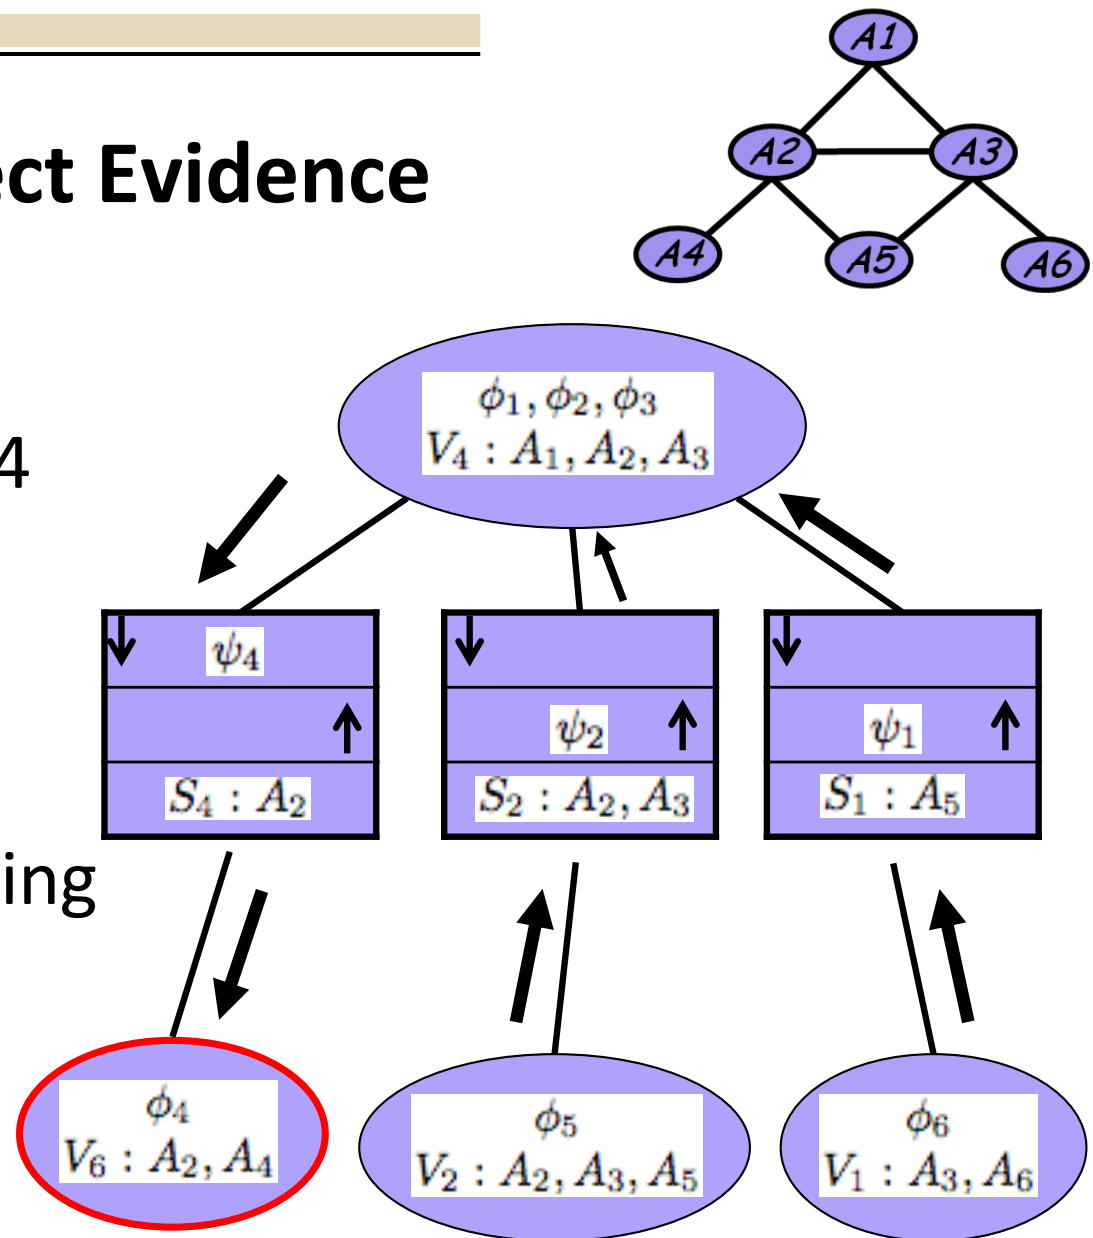 ect Evidence
A1
A2
A3
A4
A5
A6
4
ϕ₁, ϕ₂, ϕ₃
V₄ : A₁, A₂, A₃
ψ₄
S₄ : A₂
ψ₂
S₂ : A₂, A₃
ψ₁
S₁ : A₅
ing
ϕ₄
V₆ : A₂, A₄
ϕ₅
V₂ : A₂, A₃, A₅
ϕ₆
V₁ : A₃, A₆